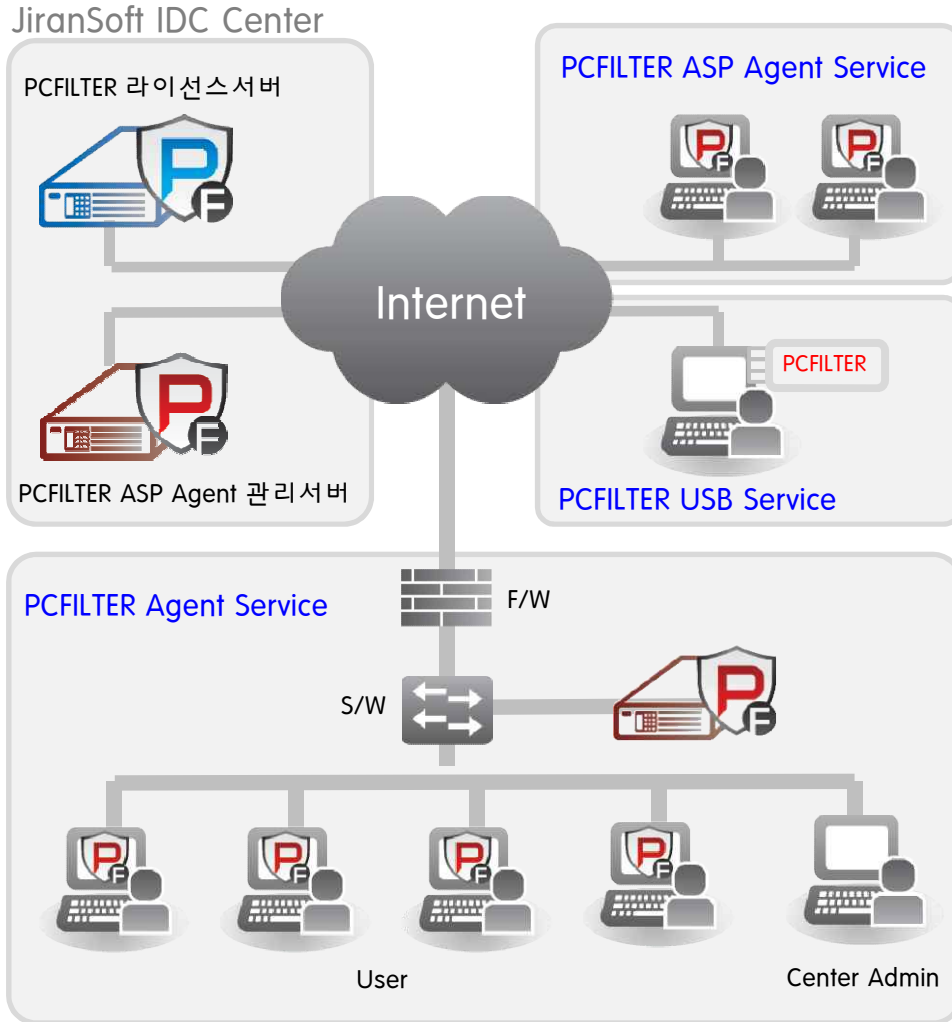 JiranSoft IDC Center
PCFILTER 라이선스서버
PCFILTER ASP Agent 관리서버
Internet
PCFILTER ASP Agent Service
PCFILTER
PCFILTER USB Service
PCFILTER Agent Service
F/W
S/W
User
Center Admin